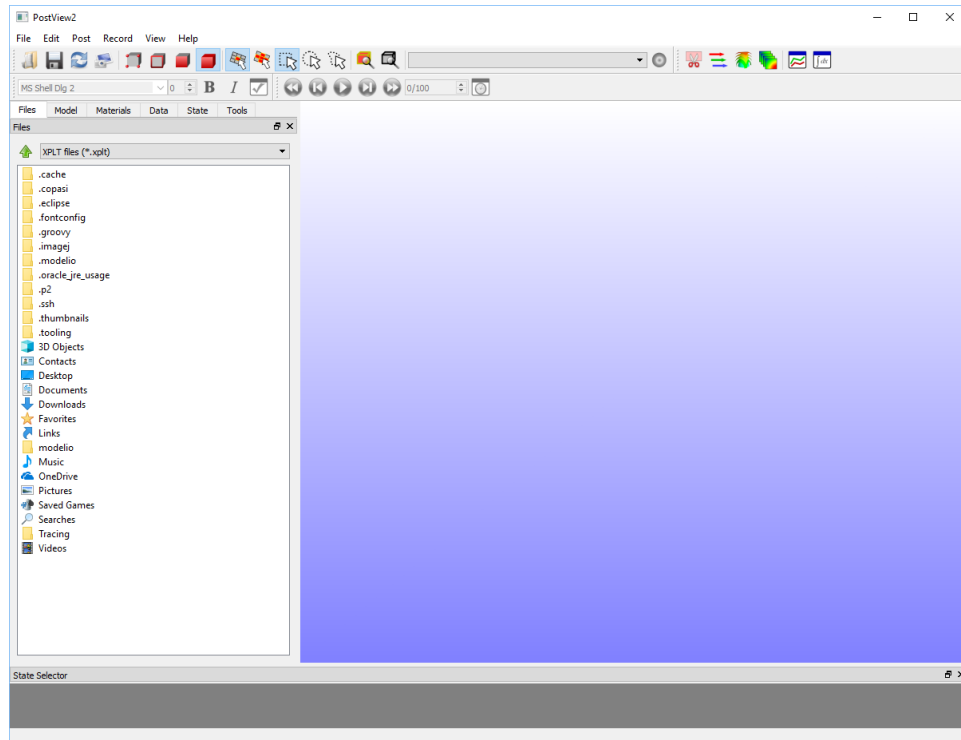 PostView2
File Edit Post Record View Help
MS Shell Dlg 2 0 B I 0/100
Files Model Materials Data State Tools
Files
XPLT files (*.xplt)
.cache
.copasi
.eclipse
.fontconfig
.groovy
.imagej
.modelio
.oracle_jre_usage
.p2
.ssh
.thumbnails
.tooling
3D Objects
Contacts
Desktop
Documents
Downloads
Favorites
Links
modelio
Music
OneDrive
Pictures
Saved Games
Searches
Tracing
Videos
State Selector